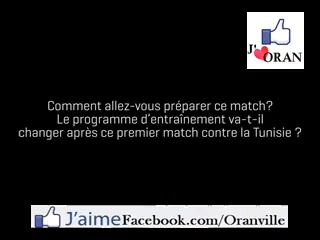 J'
ORAN
Comment allez-vous préparer ce match?
Le programme d'entraînement va-t-il
changer après ce premier match contre la Tunisie ?
J'aime Facebook.com/Oranville